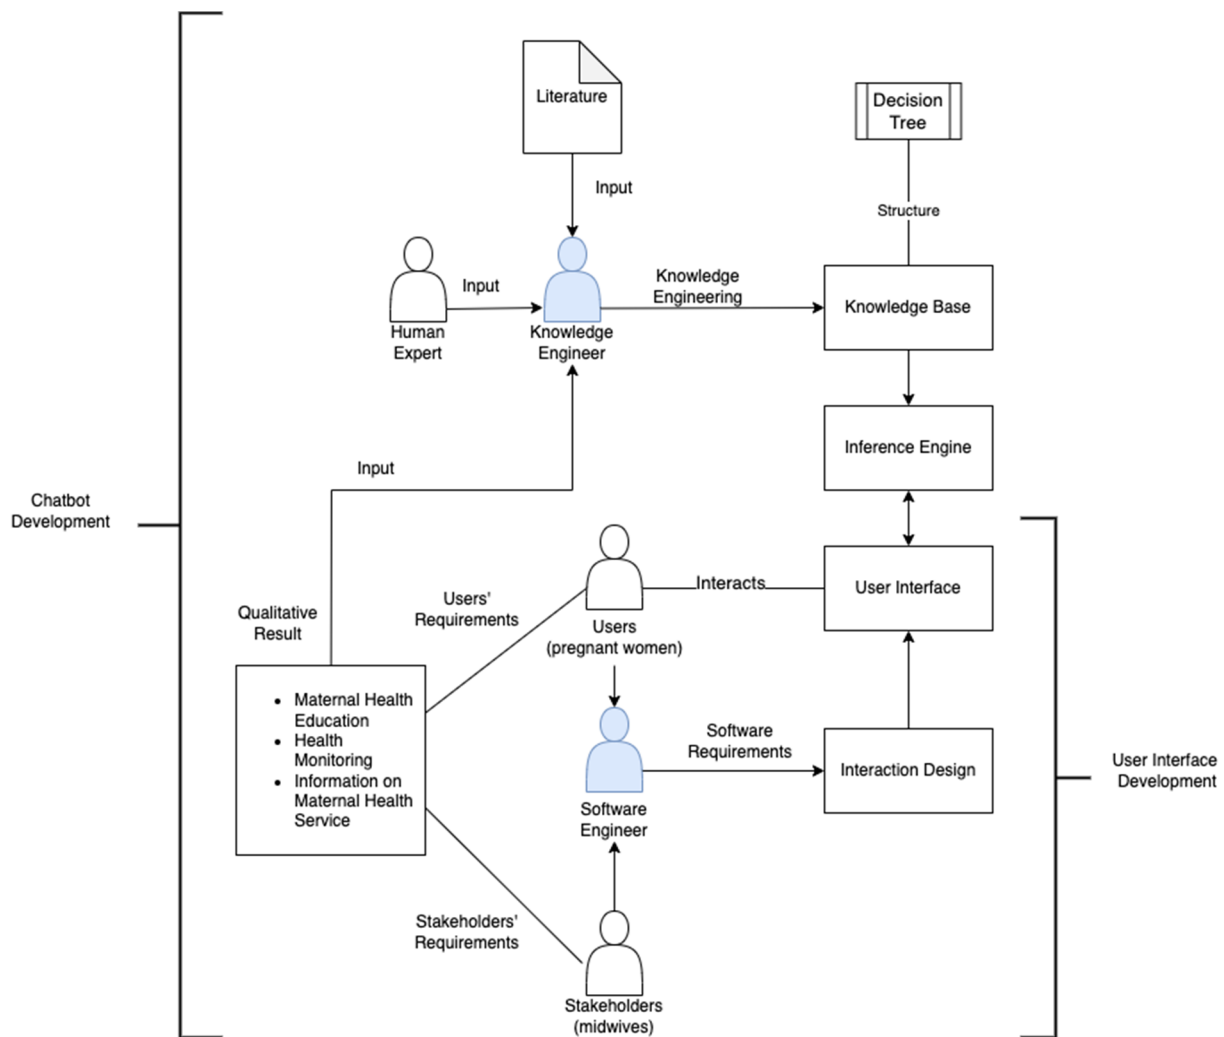 Literature
Decision
Tree
Input
Structure
Human
Expert
Input
Knowledge
Engineer
Knowledge
Engineering
Knowledge Base
Inference Engine
Input
Chatbot
Development
Qualitative
Result
Users'
Requirements
Users
(pregnant women)
Interacts
User Interface
• Maternal Health
Education
• Health
Monitoring
• Information on
Maternal Health
Service
Software
Engineer
Software
Requirements
Interaction Design
User Interface
Development
Stakeholders'
Requirements
Stakeholders
(midwives)